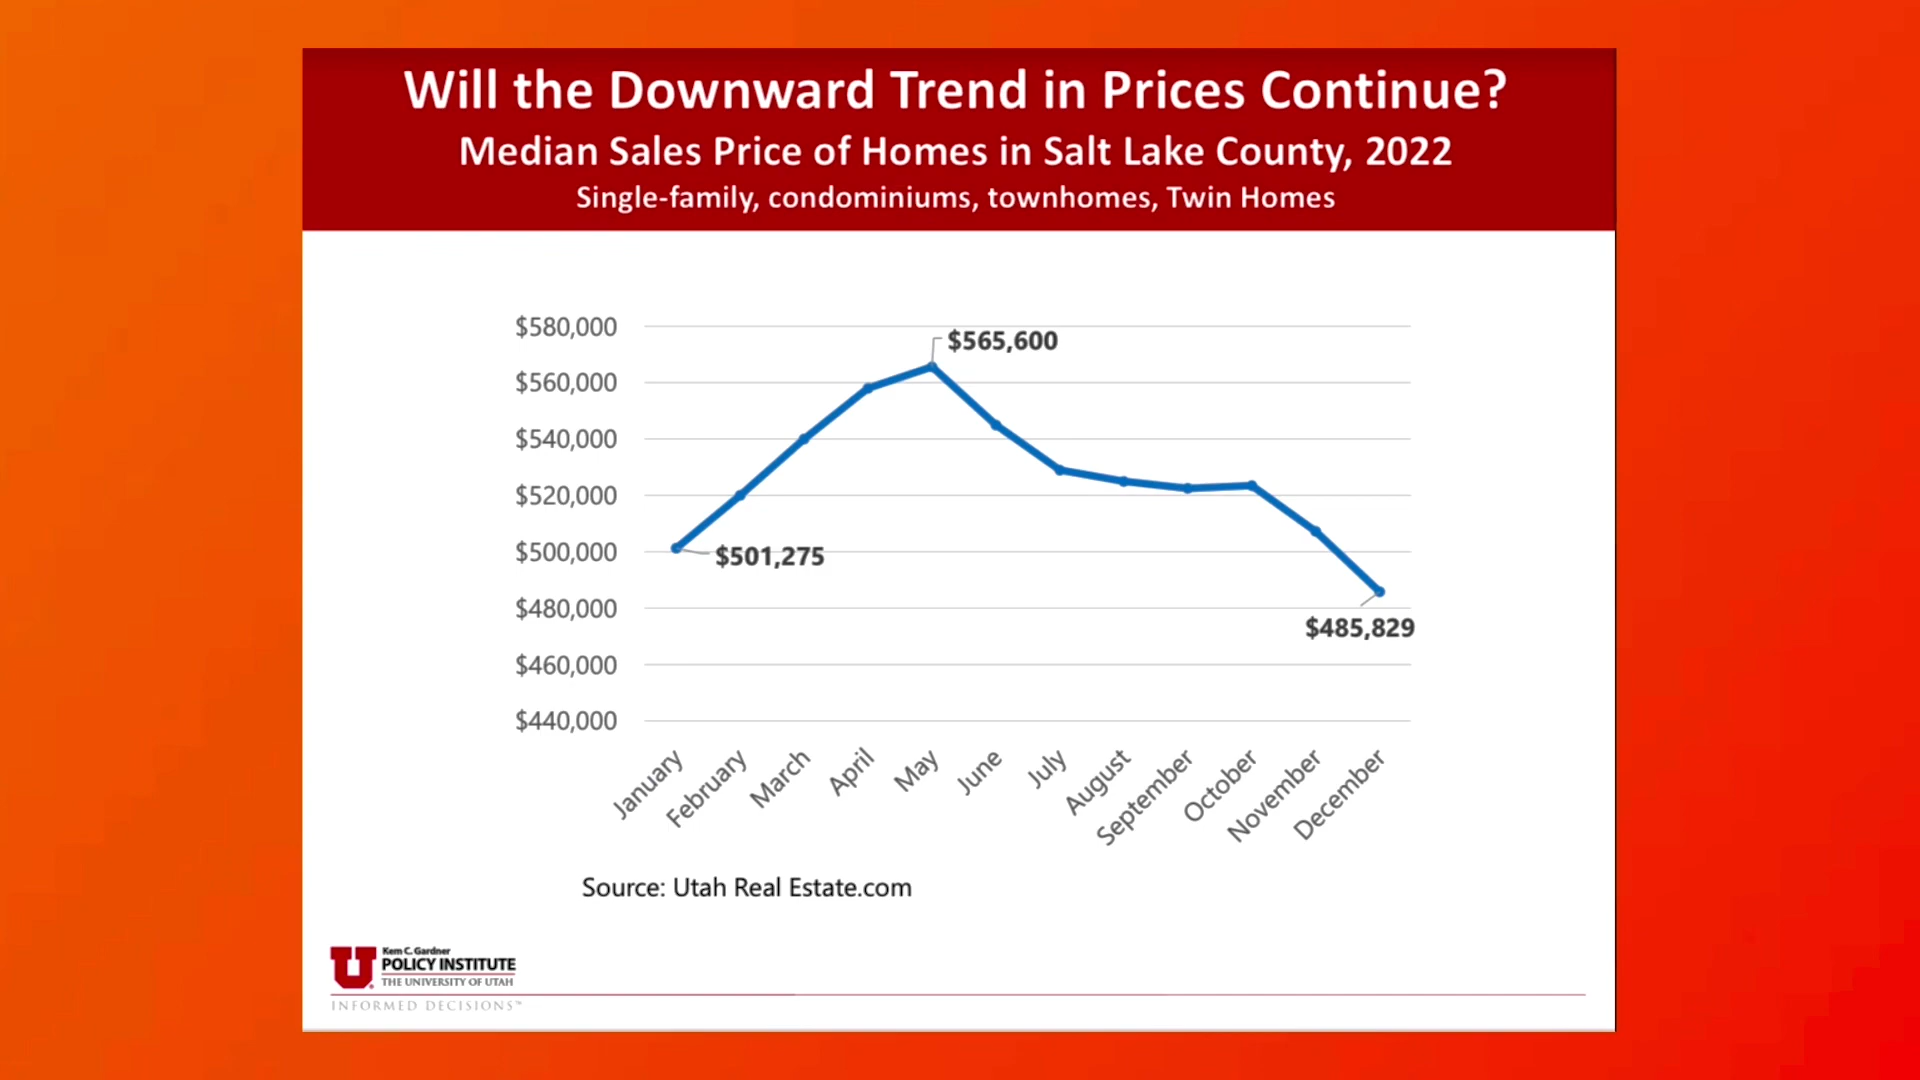 Will the Downward Trend in Prices Continue?
Median Sales Price of Homes in Salt Lake County, 2022
Single-family, condominiums, townhomes, Twin Homes
$580,000
$565,600
$560,000
$540,000
$520,000
$500,000
$501,275
$480,000
$485,829
$460,000
$440,000
January
February
March
April
May
June
July
August
September
October
November
December
Source: Utah Real Estate.com
Kem C. Gardner
POLICY INSTITUTE
THE UNIVERSITY OF UTAH
INFORMED DECISIONS™